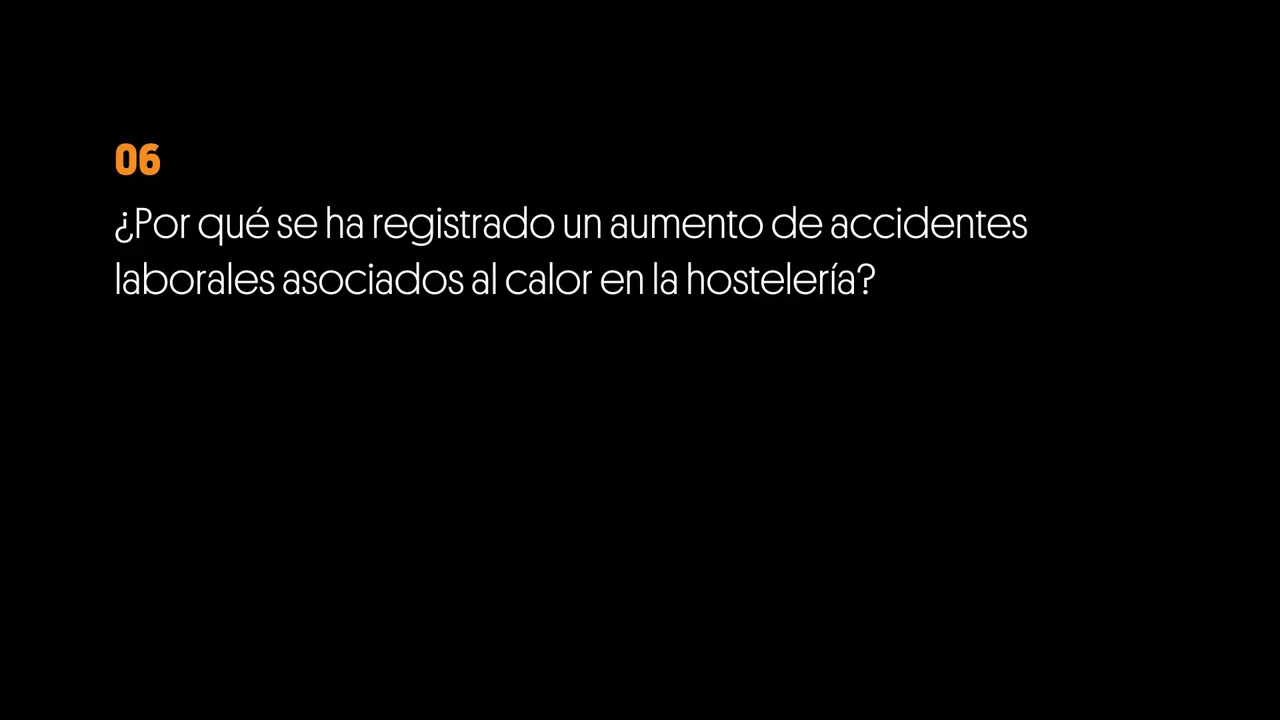 06
¿Por qué se ha registrado un aumento de accidentes
laborales asociados al calor en la hostelería?